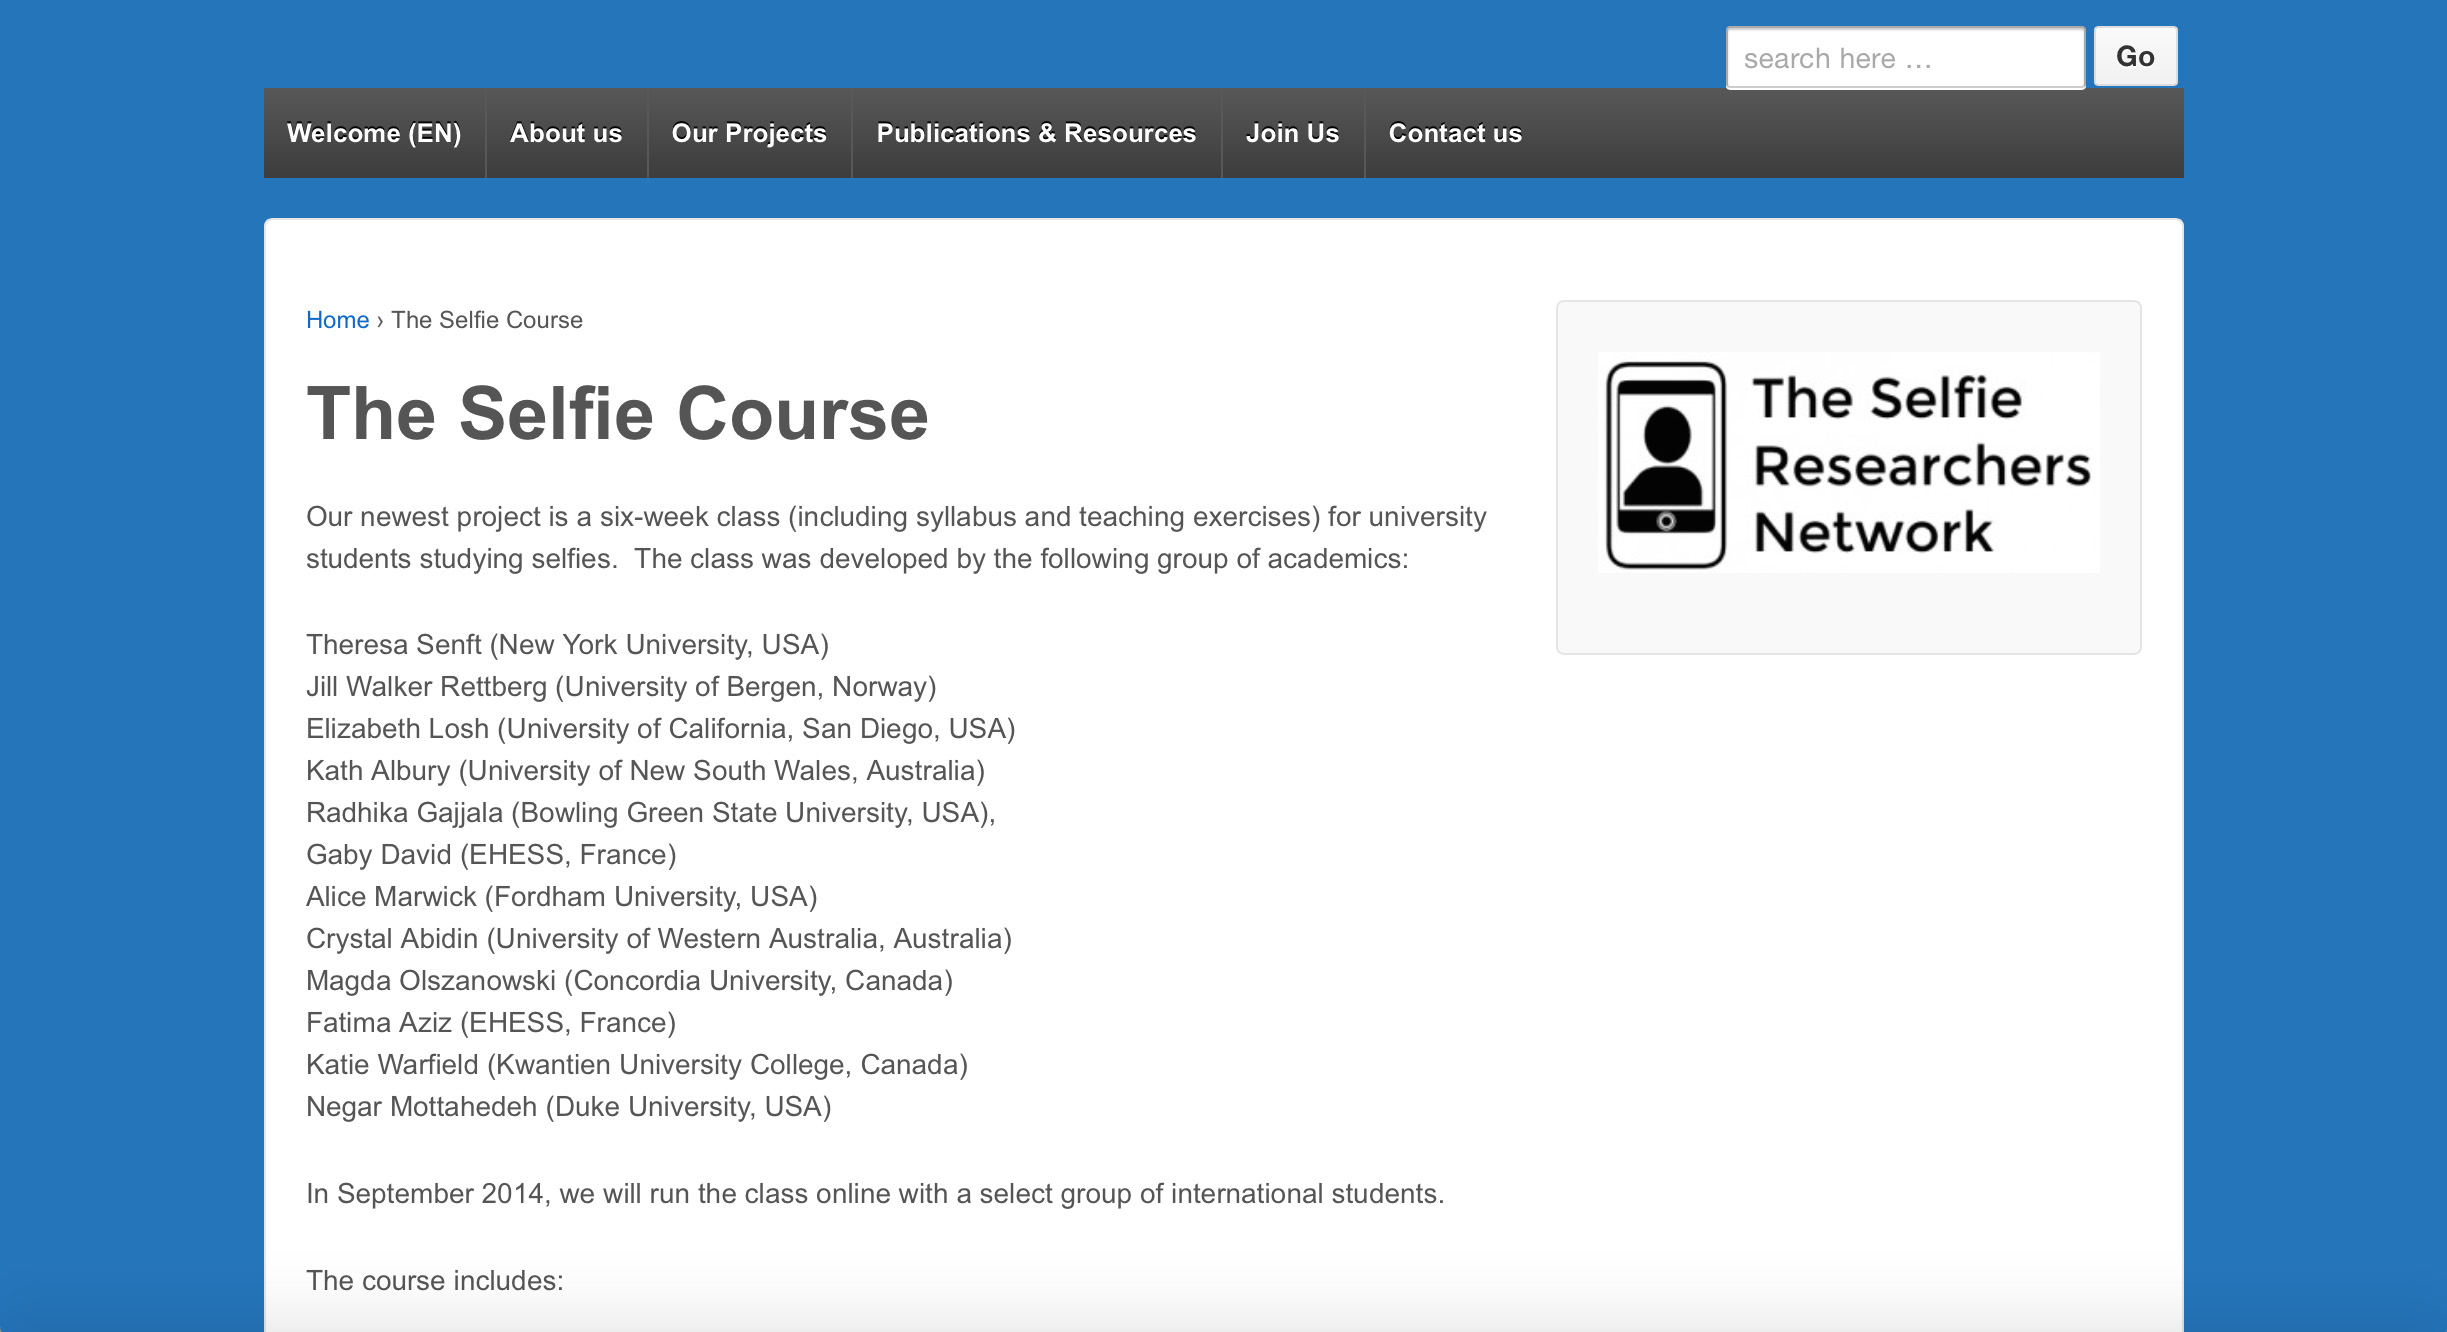 search here …
Go
Welcome (EN)
About us
Our Projects
Publications & Resources
Join Us
Contact us
Home › The Selfie Course
The Selfie Course
Our newest project is a six-week class (including syllabus and teaching exercises) for university
students studying selfies.  The class was developed by the following group of academics:
Theresa Senft (New York University, USA)
Jill Walker Rettberg (University of Bergen, Norway)
Elizabeth Losh (University of California, San Diego, USA)
Kath Albury (University of New South Wales, Australia)
Radhika Gajjala (Bowling Green State University, USA),
Gaby David (EHESS, France)
Alice Marwick (Fordham University, USA)
Crystal Abidin (University of Western Australia, Australia)
Magda Olszanowski (Concordia University, Canada)
Fatima Aziz (EHESS, France)
Katie Warfield (Kwantien University College, Canada)
Negar Mottahedeh (Duke University, USA)
In September 2014, we will run the class online with a select group of international students.
The course includes:
The Selfie
Researchers
Network